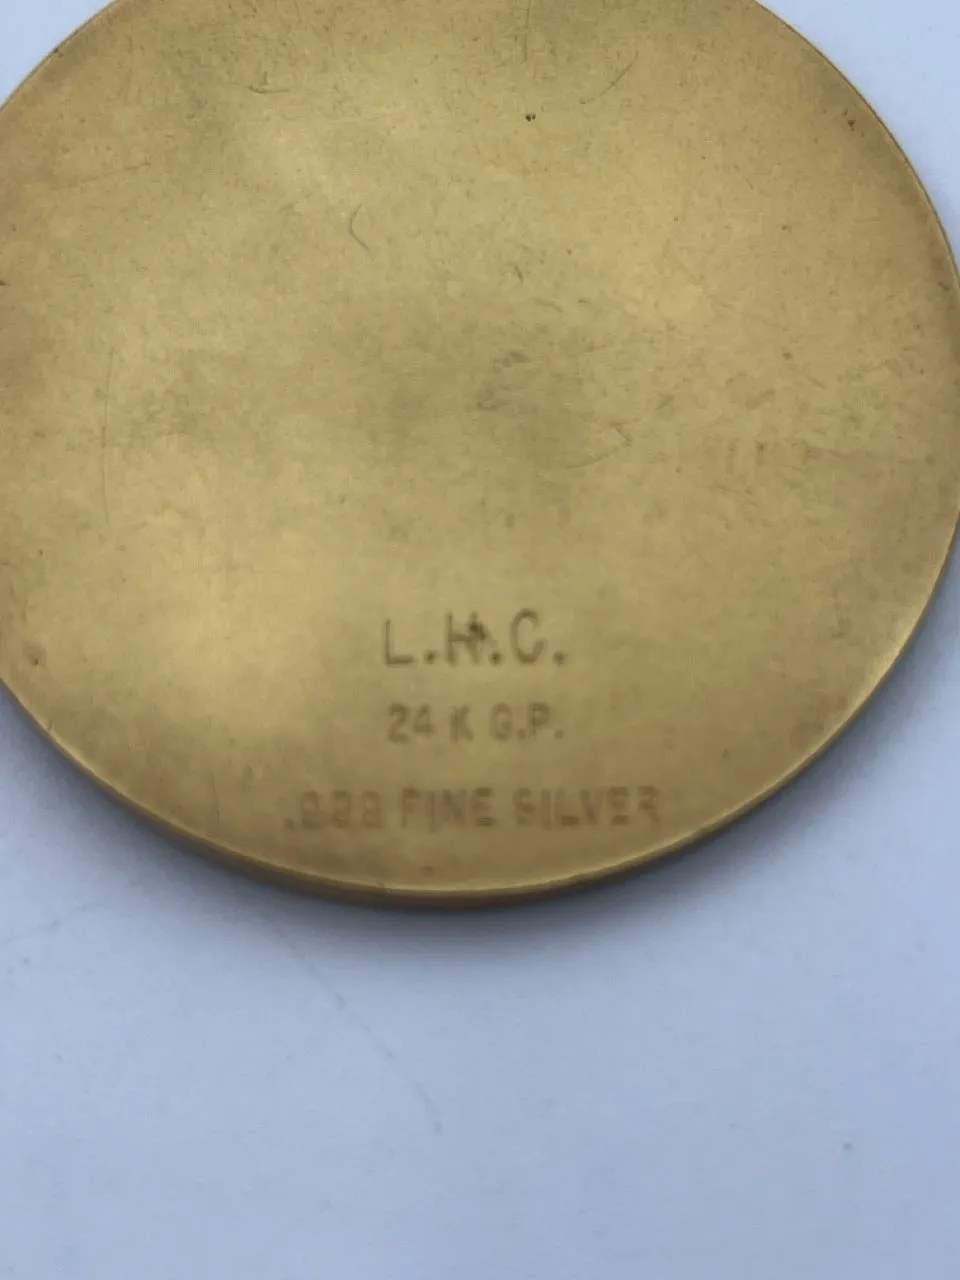 L.H.C.
24 K G.P.
.999 FINE SILVER